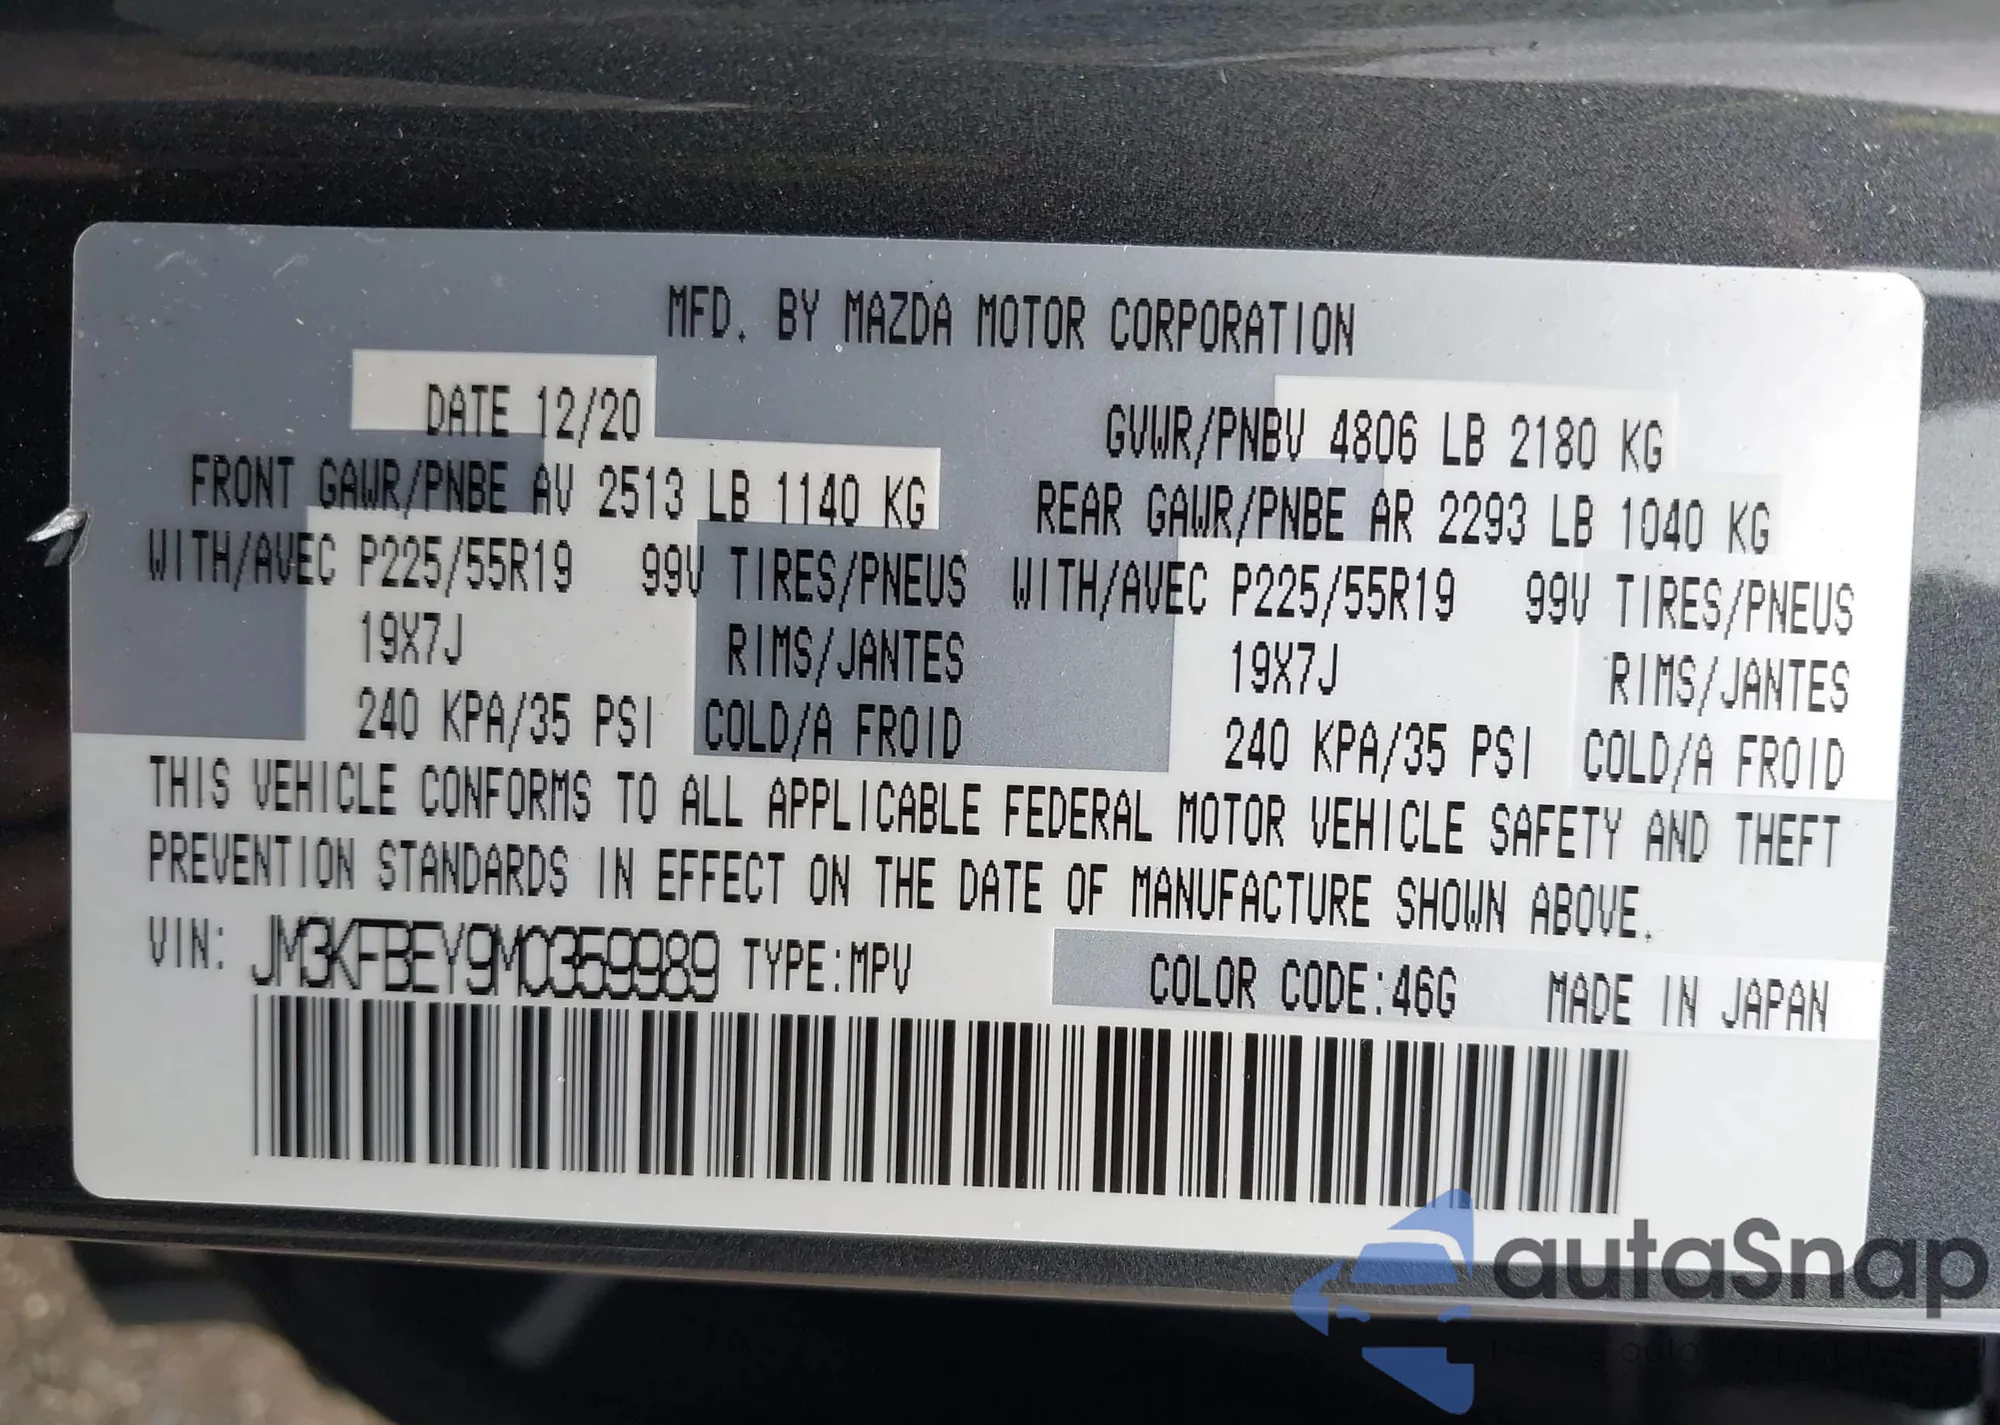 MFD. BY MAZDA MOTOR CORPORATION
DATE 12/20 GVWR/PNBV 4806 LB 2180 KG
FRONT GAWR/PNBE AV 2513 LB 1140 KG REAR GAWR/PNBE AR 2293 LB 1040 KG
WITH/AVEC P225/55R19 99V TIRES/PNEUS WITH/AVEC P225/55R19 99V TIRES/PNEUS
19X7J RIMS/JANTES 19X7J RIMS/JANTES
240 KPA/35 PSI COLD/A FROID 240 KPA/35 PSI COLD/A FROID
THIS VEHICLE CONFORMS TO ALL APPLICABLE FEDERAL MOTOR VEHICLE SAFETY AND THEFT
PREVENTION STANDARDS IN EFFECT ON THE DATE OF MANUFACTURE SHOWN ABOVE.
VIN: JM3KFBEY9M0359989 TYPE:MPV COLOR CODE:46G MADE IN JAPAN
autaSnap